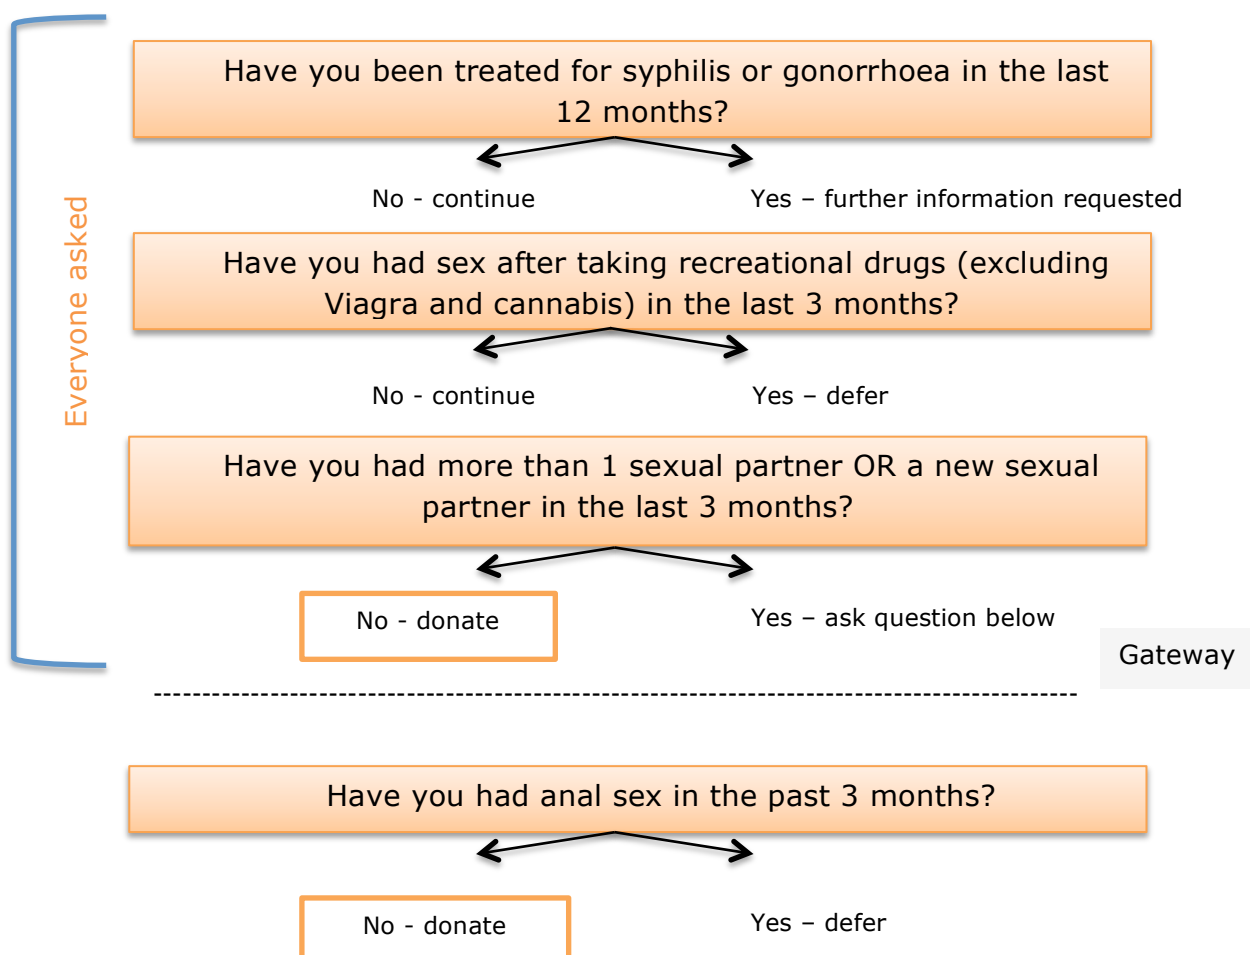 Everyone asked
Have you been treated for syphilis or gonorrhoea in the last
12 months?
No - continue
Yes – further information requested
Have you had sex after taking recreational drugs (excluding
Viagra and cannabis) in the last 3 months?
No - continue
Yes – defer
Have you had more than 1 sexual partner OR a new sexual
partner in the last 3 months?
No - donate
Yes – ask question below
Gateway
Have you had anal sex in the past 3 months?
No - donate
Yes – defer